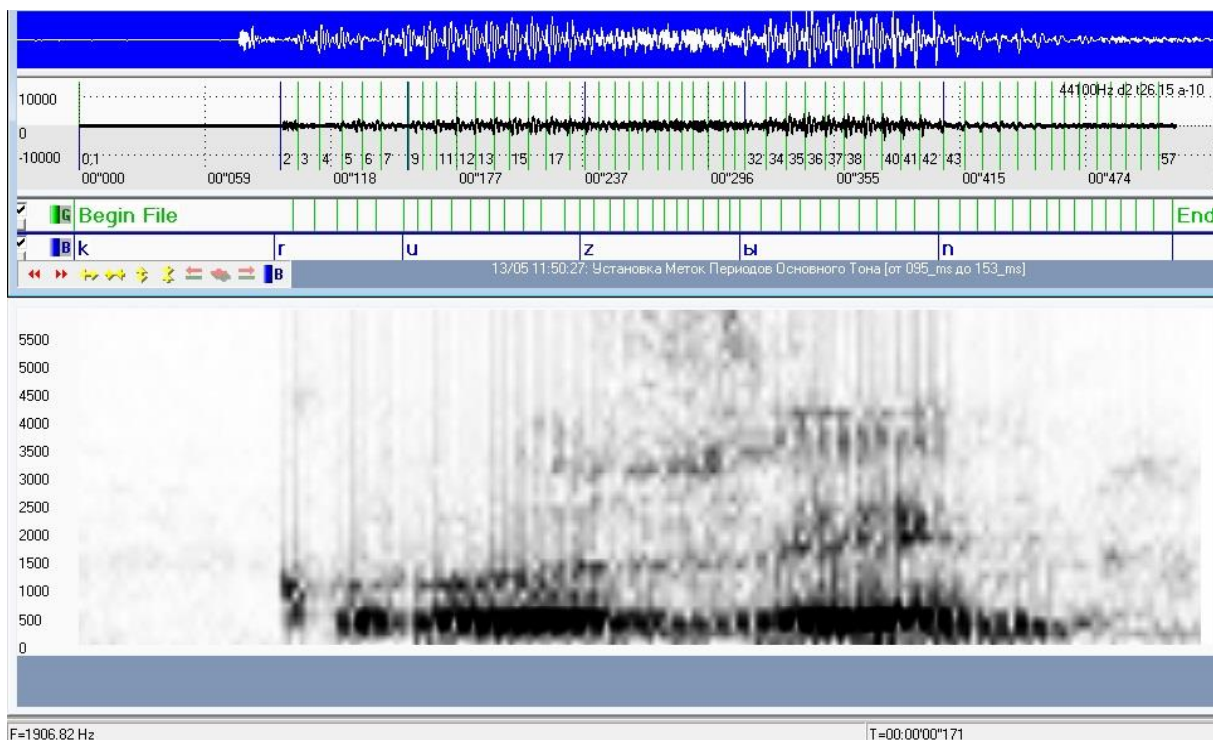 10000
44100Hz d2 t26.15 a-10
0
-10000 0;1 2 3 4 5 6 7 9 11 12 13 15 17 32 34 35 36 37 38 40 41 42 43 57
00"000 00"059 00"118 00"177 00"237 00"296 00"355 00"415 00"474
G Begin File End
B k r u z ы n
B 13/05 11:50:27: Установка Меток Периодов Основного Тона [от 095_ms до 153_ms]
5500
5000
4500
4000
3500
3000
2500
2000
1500
1000
500
0
F=1906.82 Hz T=00:00'00"171